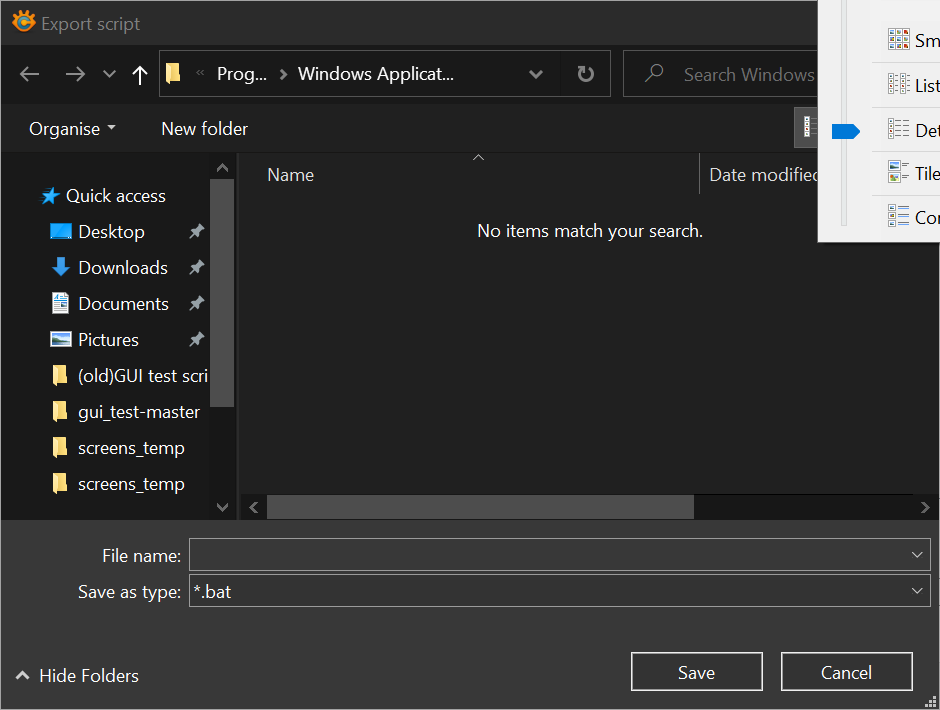 Export script
« Prog... > Windows Applicat...
Search Windows
Organise
New folder
Sm
List
Det
Tile
Con
Name
Date modified
No items match your search.
Quick access
Desktop
Downloads
Documents
Pictures
(old)GUI test scri
gui_test-master
screens_temp
screens_temp
File name:
Save as type: *.bat
Hide Folders
Save
Cancel